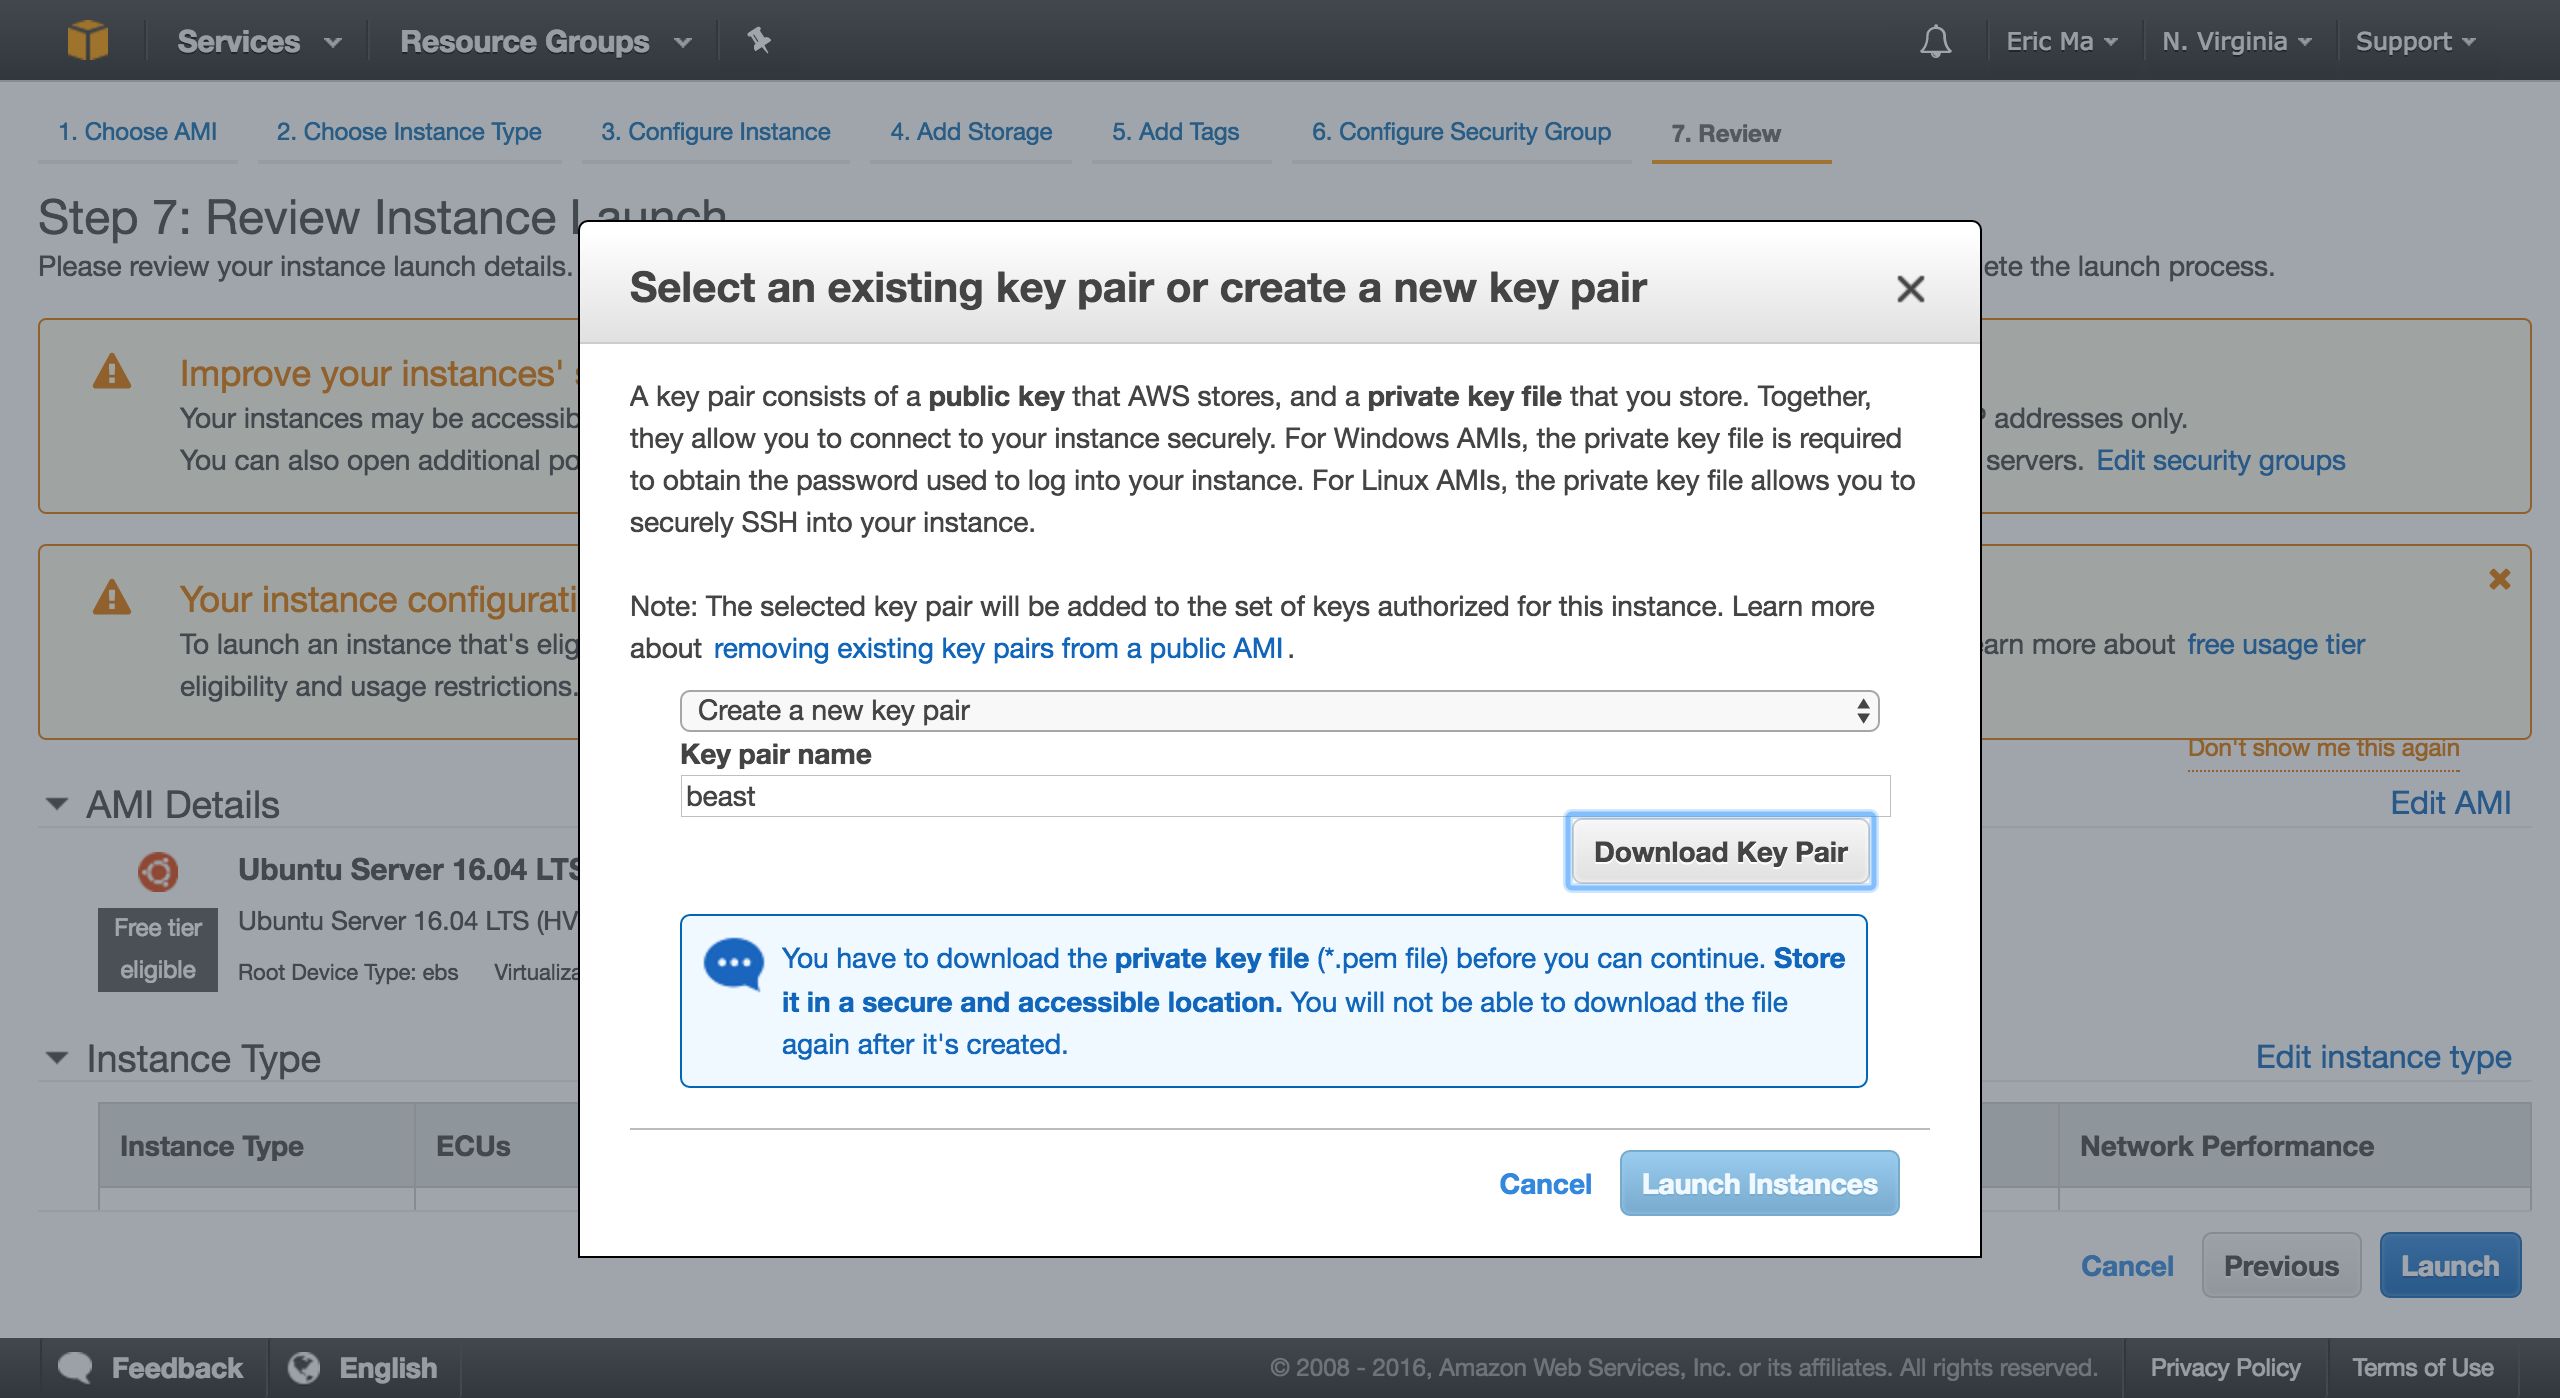 Services Resource Groups Eric Ma N. Virginia Support
1. Choose AMI 2. Choose Instance Type 3. Configure Instance 4. Add Storage 5. Add Tags 6. Configure Security Group 7. Review
Step 7: Review Instance Launch
Please review your instance launch details. ete the launch process.
Improve your instances'
Your instances may be accessib P addresses only.
You can also open additional po servers. Edit security groups
Your instance configurati
To launch an instance that's elig arn more about free usage tier
eligibility and usage restrictions.
Don't show me this again
AMI Details Edit AMI
Ubuntu Server 16.04 LTS
Free tier
eligible
Ubuntu Server 16.04 LTS (HV
Root Device Type: ebs Virtualiza
Instance Type Edit instance type
Instance Type ECUs Network Performance
Select an existing key pair or create a new key pair
A key pair consists of a public key that AWS stores, and a private key file that you store. Together,
they allow you to connect to your instance securely. For Windows AMIs, the private key file is required
to obtain the password used to log into your instance. For Linux AMIs, the private key file allows you to
securely SSH into your instance.
Note: The selected key pair will be added to the set of keys authorized for this instance. Learn more
about removing existing key pairs from a public AMI.
Create a new key pair
Key pair name
beast
Download Key Pair
You have to download the private key file (*.pem file) before you can continue. Store
it in a secure and accessible location. You will not be able to download the file
again after it's created.
Cancel Launch Instances
Cancel Previous Launch
Feedback English © 2008 - 2016, Amazon Web Services, Inc. or its affiliates. All rights reserved. Privacy Policy Terms of Use